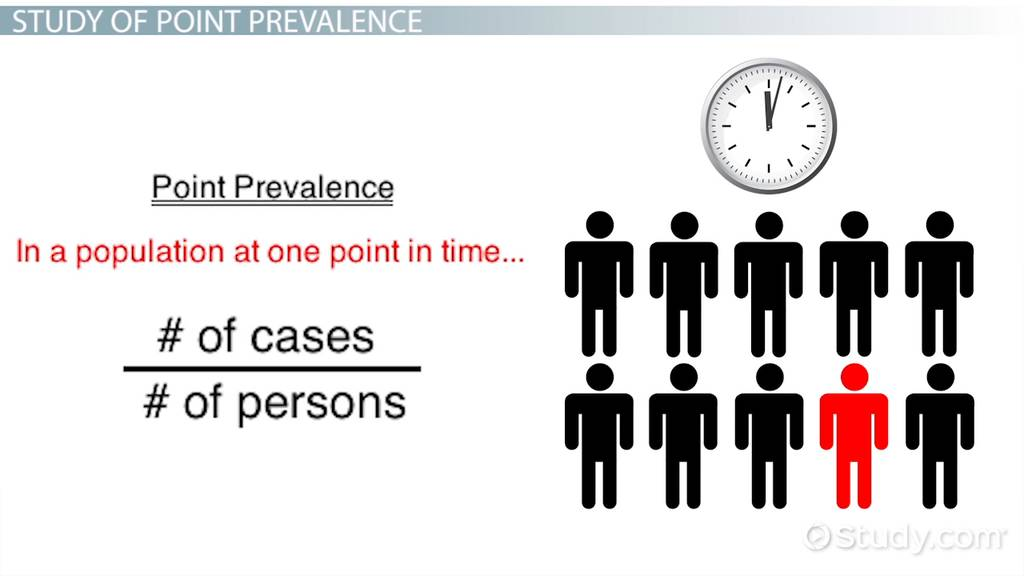 STUDY OF POINT PREVALENCE
Point Prevalence
In a population at one point in time...
# of cases
# of persons
Study.com